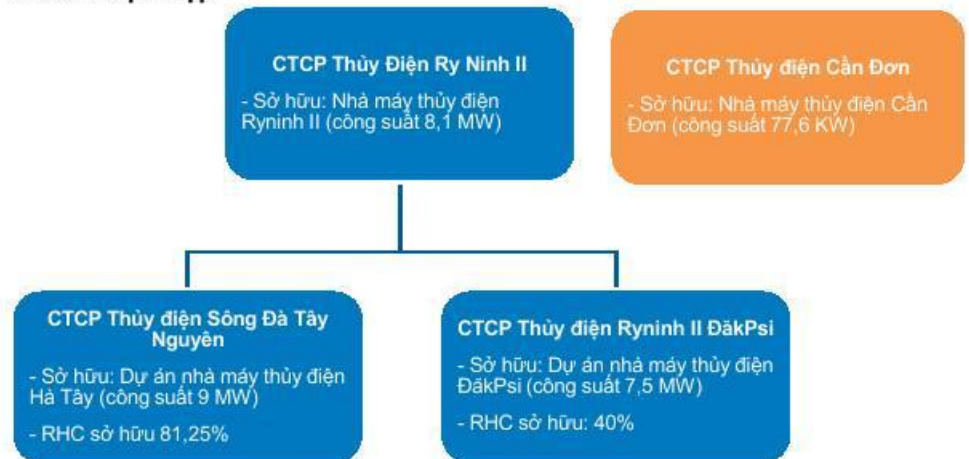 CTCP Thủy Điện Ry Ninh II
- Sở hữu: Nhà máy thủy điện
Ryninh II (công suất 8,1 MW)
CTCP Thủy điện Cần Đơn
- Sở hữu: Nhà máy thủy điện Cần
Đơn (công suất 77,6 KW)
CTCP Thủy điện Sông Đà Tây
Nguyên
- Sở hữu: Dự án nhà máy thủy điện
Hà Tây (công suất 9 MW)
- RHC sở hữu 81,25%
CTCP Thủy điện Ryninh II ĐăkPsi
- Sở hữu: Dự án nhà máy thủy điện
ĐăkPsi (công suất 7,5 MW)
- RHC sở hữu: 40%